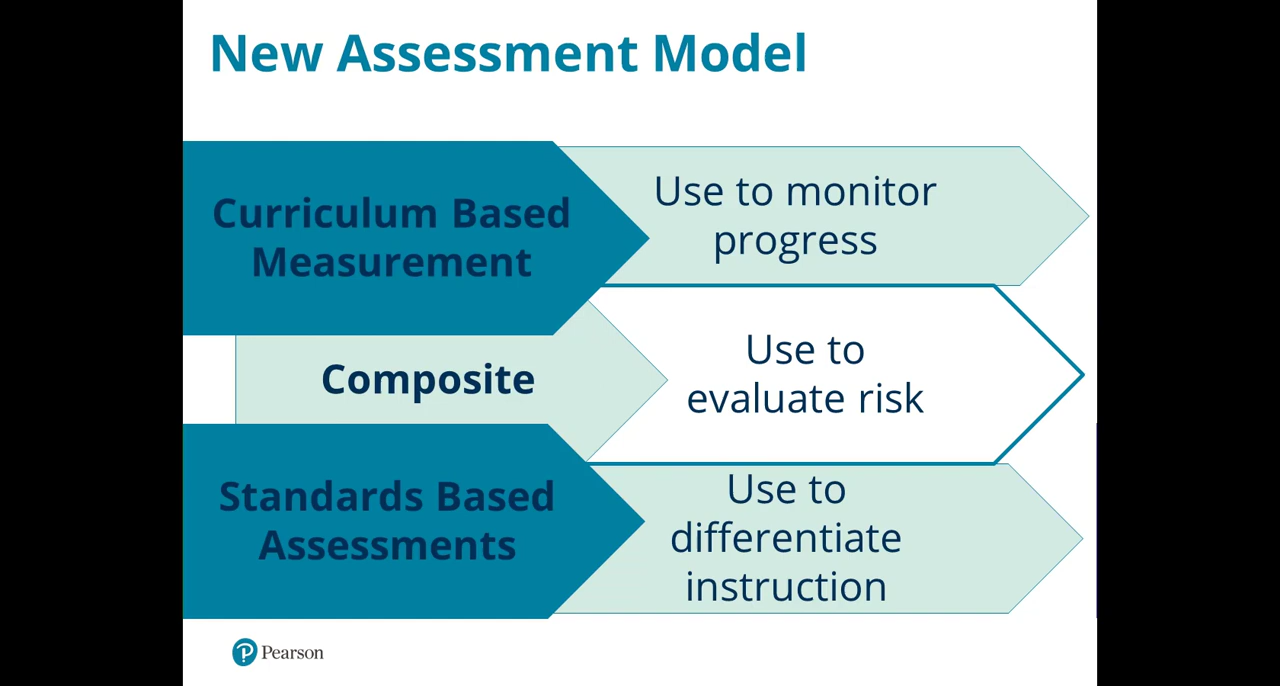 New Assessment Model
Curriculum Based
Measurement
Use to monitor
progress
Composite
Use to
evaluate risk
Standards Based
Assessments
Use to
differentiate
instruction
Pearson